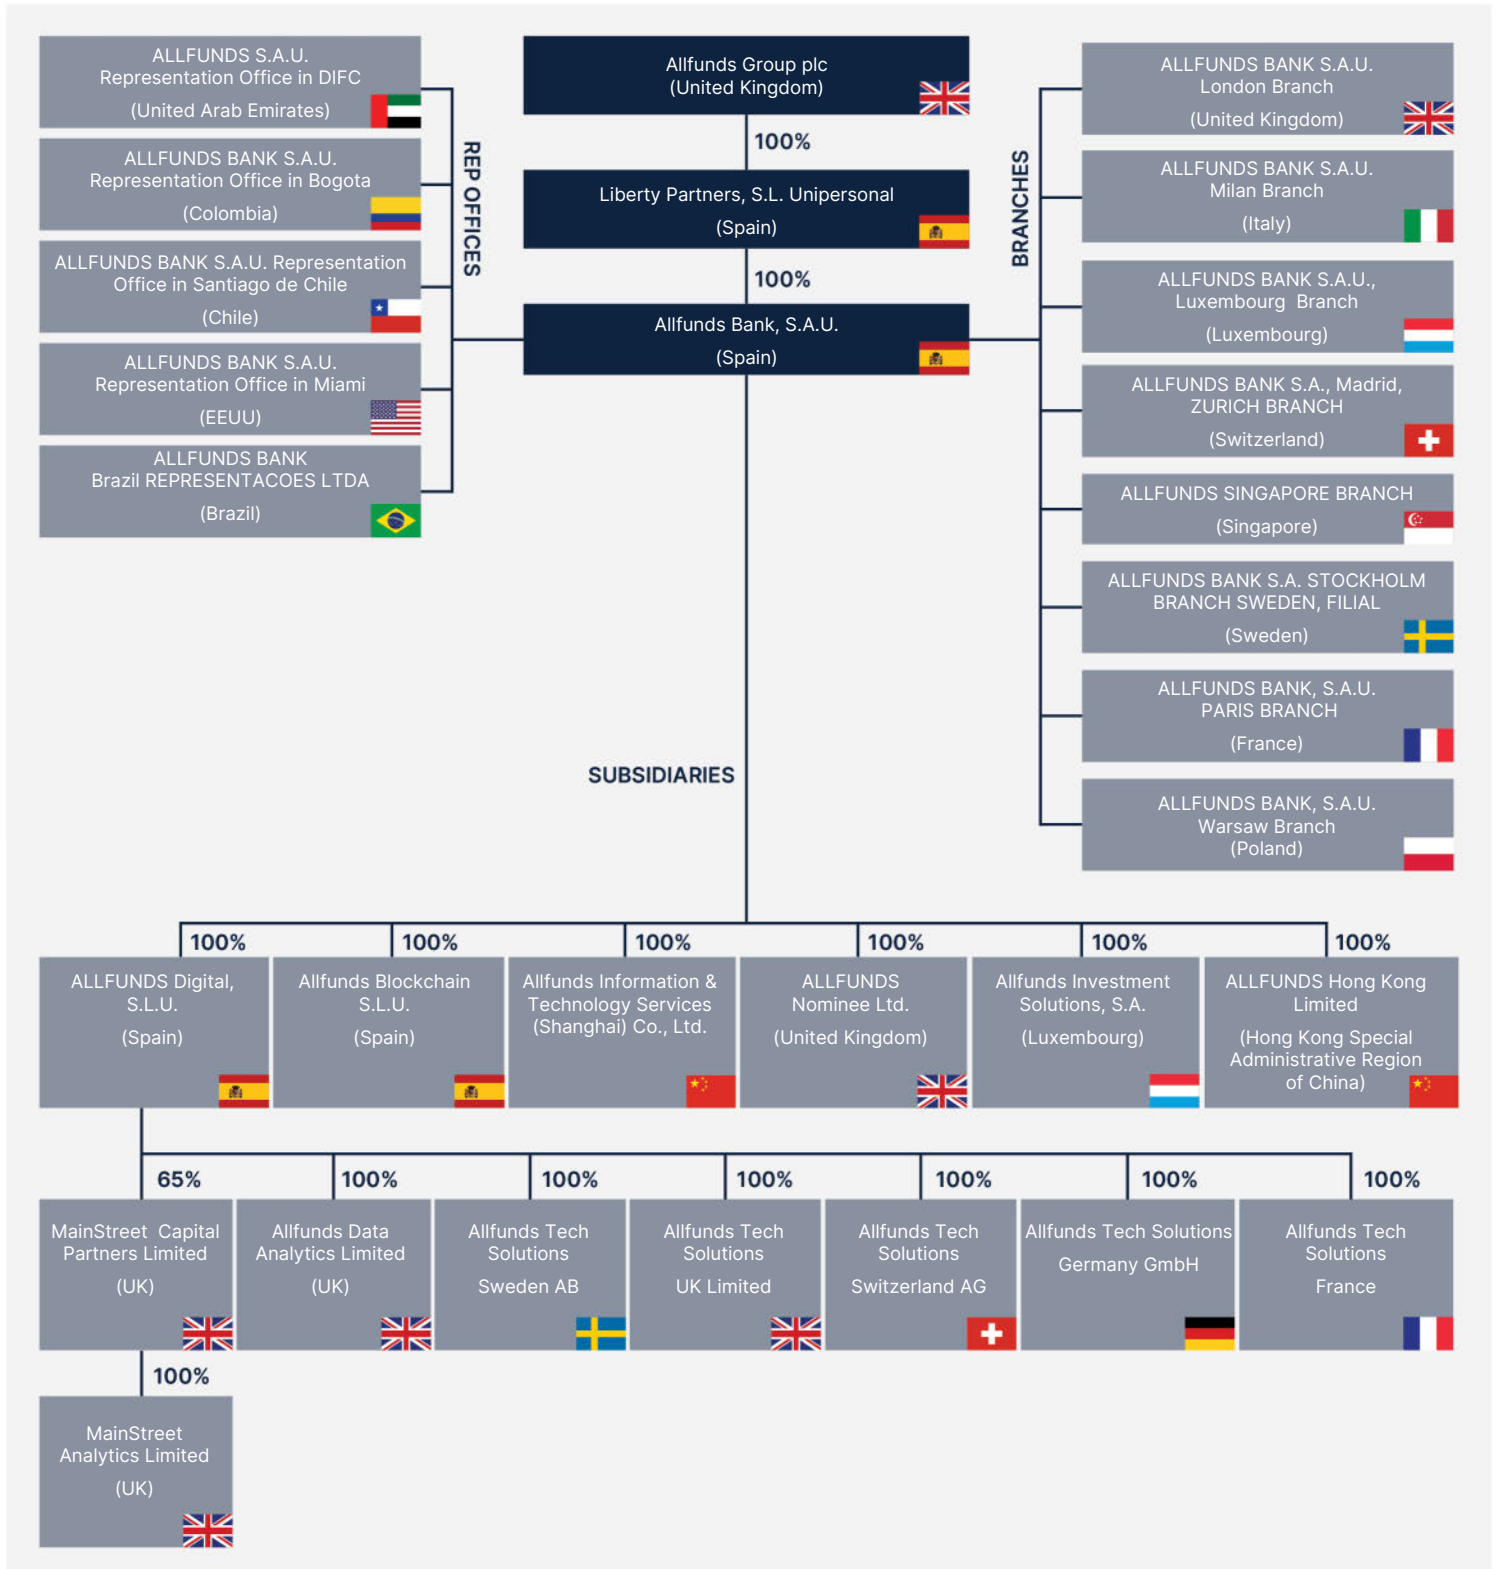 ALLFUNDS S.A.U.
Representation Office in DIFC
(United Arab Emirates)
ALLFUNDS BANK S.A.U.
Representation Office in Bogota
(Colombia)
ALLFUNDS BANK S.A.U. Representation
Office in Santiago de Chile
(Chile)
ALLFUNDS BANK S.A.U.
Representation Office in Miami
(EEUU)
ALLFUNDS BANK
Brazil REPRESENTACOES LTDA
(Brazil)
REP OFFICES
Allfunds Group plc
(United Kingdom)
100%
Liberty Partners, S.L. Unipersonal
(Spain)
100%
Allfunds Bank, S.A.U.
(Spain)
BRANCHES
ALLFUNDS BANK S.A.U.
London Branch
(United Kingdom)
ALLFUNDS BANK S.A.U.
Milan Branch
(Italy)
ALLFUNDS BANK S.A.U.,
Luxembourg Branch
(Luxembourg)
ALLFUNDS BANK S.A., Madrid,
ZURICH BRANCH
(Switzerland)
ALLFUNDS SINGAPORE BRANCH
(Singapore)
ALLFUNDS BANK S.A. STOCKHOLM
BRANCH SWEDEN, FILIAL
(Sweden)
ALLFUNDS BANK, S.A.U.
PARIS BRANCH
(France)
ALLFUNDS BANK, S.A.U.
Warsaw Branch
(Poland)
SUBSIDIARIES
100%
ALLFUNDS Digital,
S.L.U.
(Spain)
100%
Allfunds Blockchain
S.L.U.
(Spain)
100%
Allfunds Information &
Technology Services
(Shanghai) Co., Ltd.
100%
ALLFUNDS
Nominee Ltd.
(United Kingdom)
100%
Allfunds Investment
Solutions, S.A.
(Luxembourg)
100%
ALLFUNDS Hong Kong
Limited
(Hong Kong Special
Administrative Region
of China)
65%
MainStreet Capital
Partners Limited
(UK)
100%
Allfunds Data
Analytics Limited
(UK)
100%
Allfunds Tech
Solutions
Sweden AB
100%
Allfunds Tech
Solutions
UK Limited
100%
Allfunds Tech
Solutions
Switzerland AG
100%
Allfunds Tech Solutions
Germany GmbH
100%
Allfunds Tech
Solutions
France
100%
MainStreet
Analytics Limited
(UK)